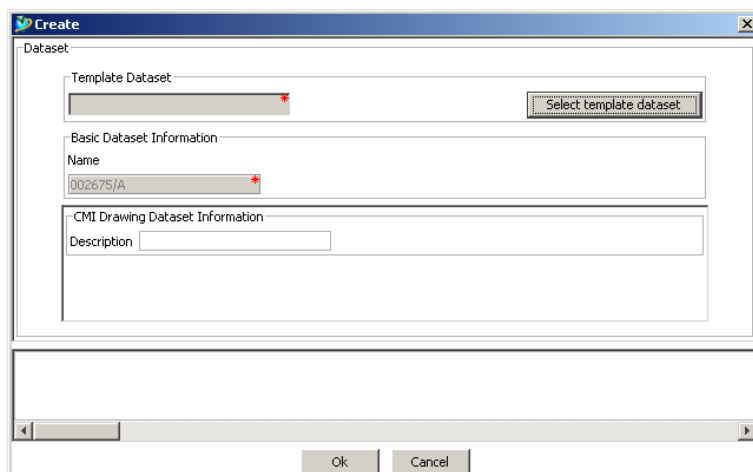 Create
Dataset
Template Dataset
*
Select template dataset
Basic Dataset Information
Name
002675/A *
CMI Drawing Dataset Information
Description
Ok Cancel